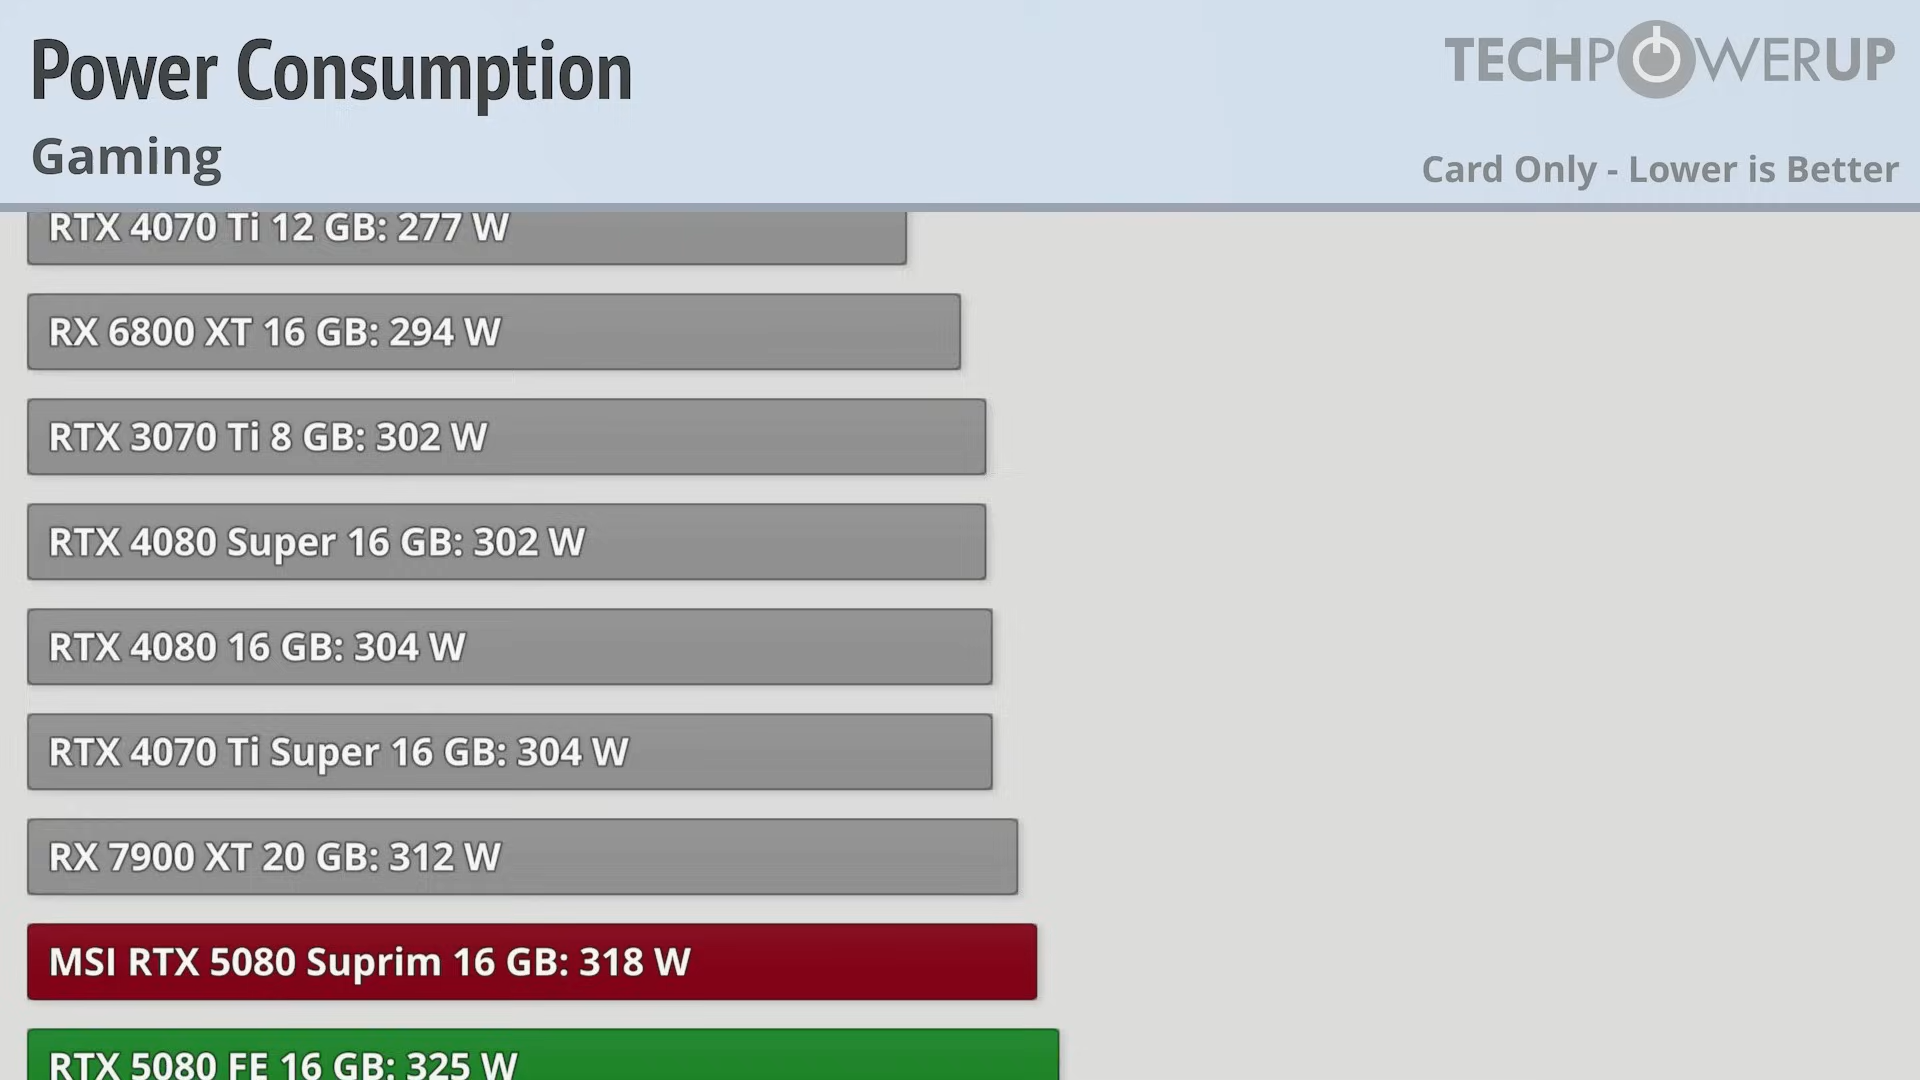 Power Consumption
TECHPOWERUP
Gaming
Card Only - Lower is Better
RTX 4070 Ti 12 GB: 277 W
RX 6800 XT 16 GB: 294 W
RTX 3070 Ti 8 GB: 302 W
RTX 4080 Super 16 GB: 302 W
RTX 4080 16 GB: 304 W
RTX 4070 Ti Super 16 GB: 304 W
RX 7900 XT 20 GB: 312 W
MSI RTX 5080 Suprim 16 GB: 318 W
RTX 5080 FE 16 GB: 325 W